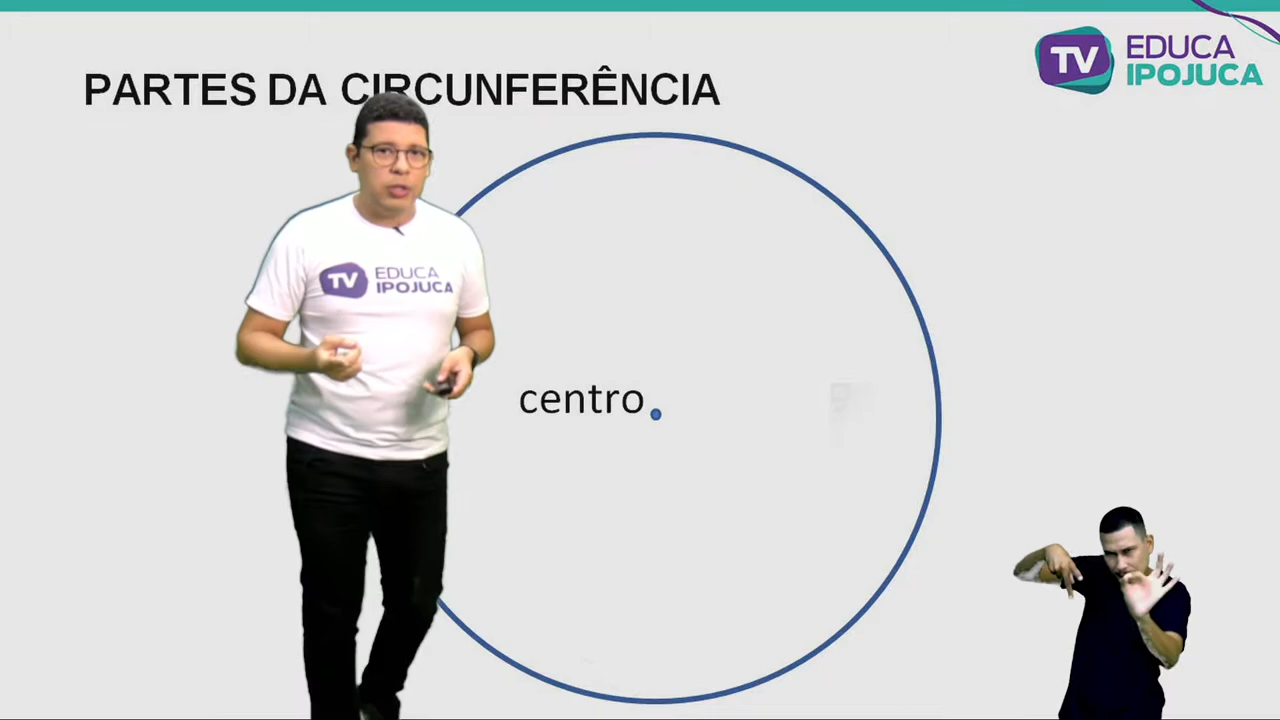 PARTES DA CIRCUNFERÊNCIA
TV EDUCA
IPOJUCA
TV EDUCA
IPOJUCA
centro